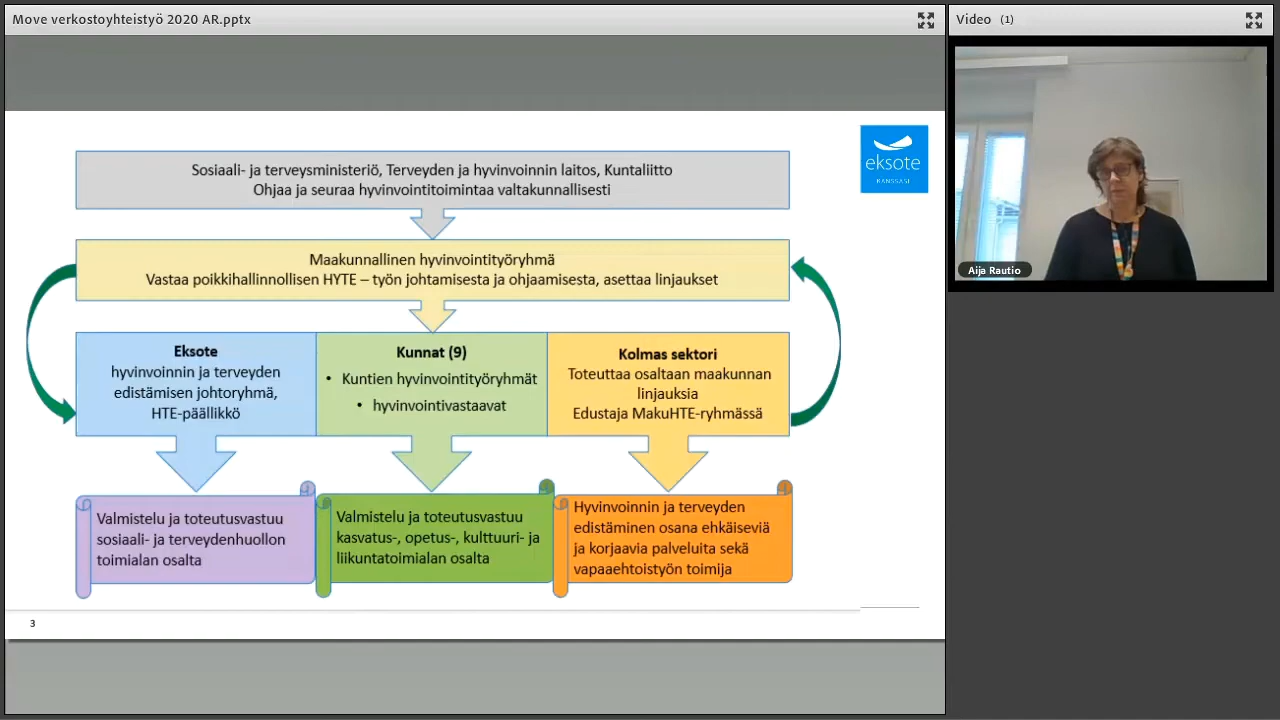 Move verkostoyhteistyö 2020 AR.pptx
Video (1)
Aija Rautio
eksote
KANSSASI
Sosiaali- ja terveysministeriö, Terveyden ja hyvinvoinnin laitos, Kuntaliitto
Ohjaa ja seuraa hyvinvointitoimintaa valtakunnallisesti
Maakunnallinen hyvinvointityöryhmä
Vastaa poikkihallinnollisen HYTE – työn johtamisesta ja ohjaamisesta, asettaa linjaukset
Eksote
hyvinvoinnin ja terveyden
edistämisen johtoryhmä,
HTE-päällikkö
Kunnat (9)
• Kuntien hyvinvointityöryhmät
• hyvinvointivastaavat
Kolmas sektori
Toteuttaa osaltaan maakunnan
linjauksia
Edustaja MakuHTE-ryhmässä
Valmistelu ja toteutusvastuu
sosiaali- ja terveydenhuollon
toimialan osalta
Valmistelu ja toteutusvastuu
kasvatus-, opetus-, kulttuuri- ja
liikuntatoimialan osalta
Hyvinvoinnin ja terveyden
edistäminen osana ehkäiseviä
ja korjaavia palveluita sekä
vapaaehtoistyön toimija
3